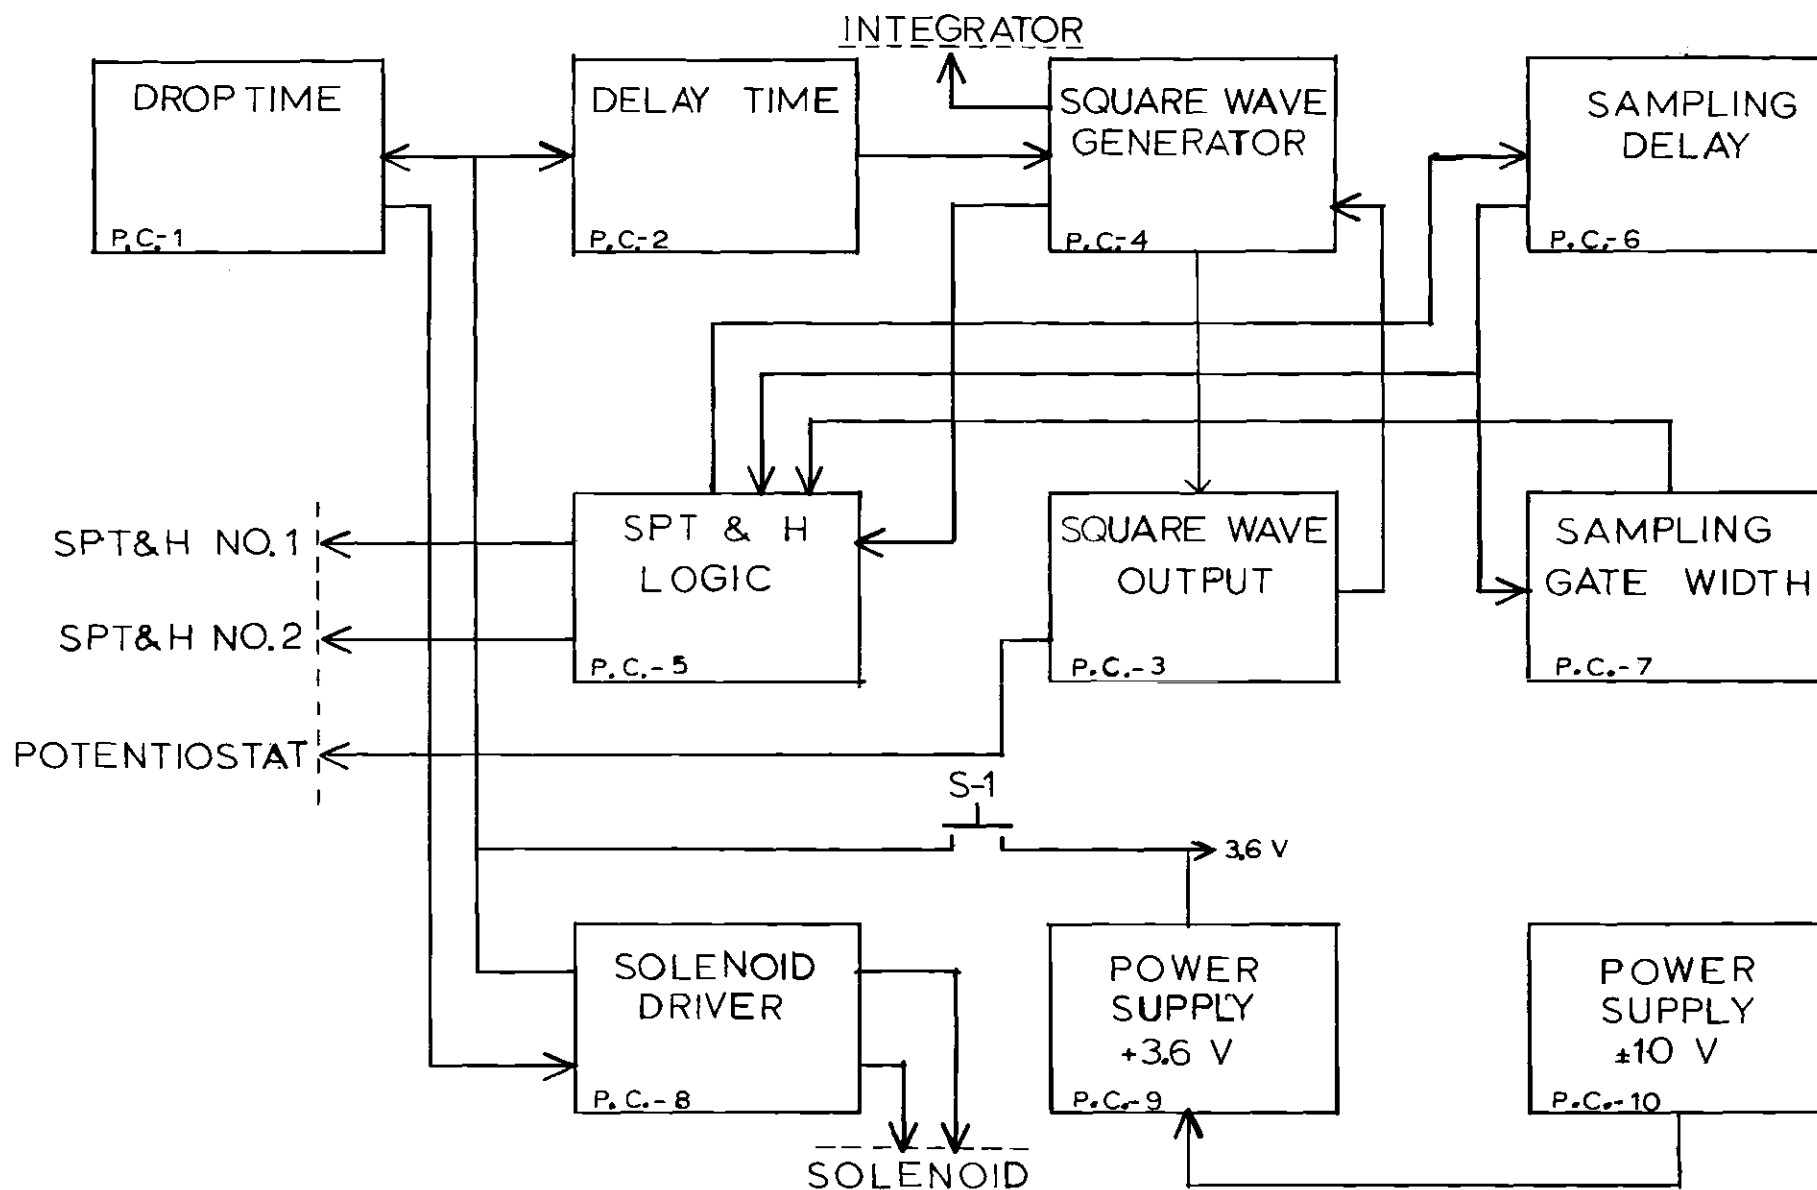 INTEGRATOR
DROP TIME
P.C.-1
DELAY TIME
P.C.-2
SQUARE WAVE
GENERATOR
P.C.-4
SAMPLING
DELAY
P.C.-6
SPT&H NO.1
SPT&H NO.2
POTENTIOSTAT
SPT & H
LOGIC
P.C.-5
SQUARE WAVE
OUTPUT
P.C.-3
SAMPLING
GATE WIDTH
P.C.-7
S-1
3.6 V
SOLENOID
DRIVER
P.C.-8
POWER
SUPPLY
+3.6 V
P.C.-9
POWER
SUPPLY
±10 V
P.C.-10
SOLENOID